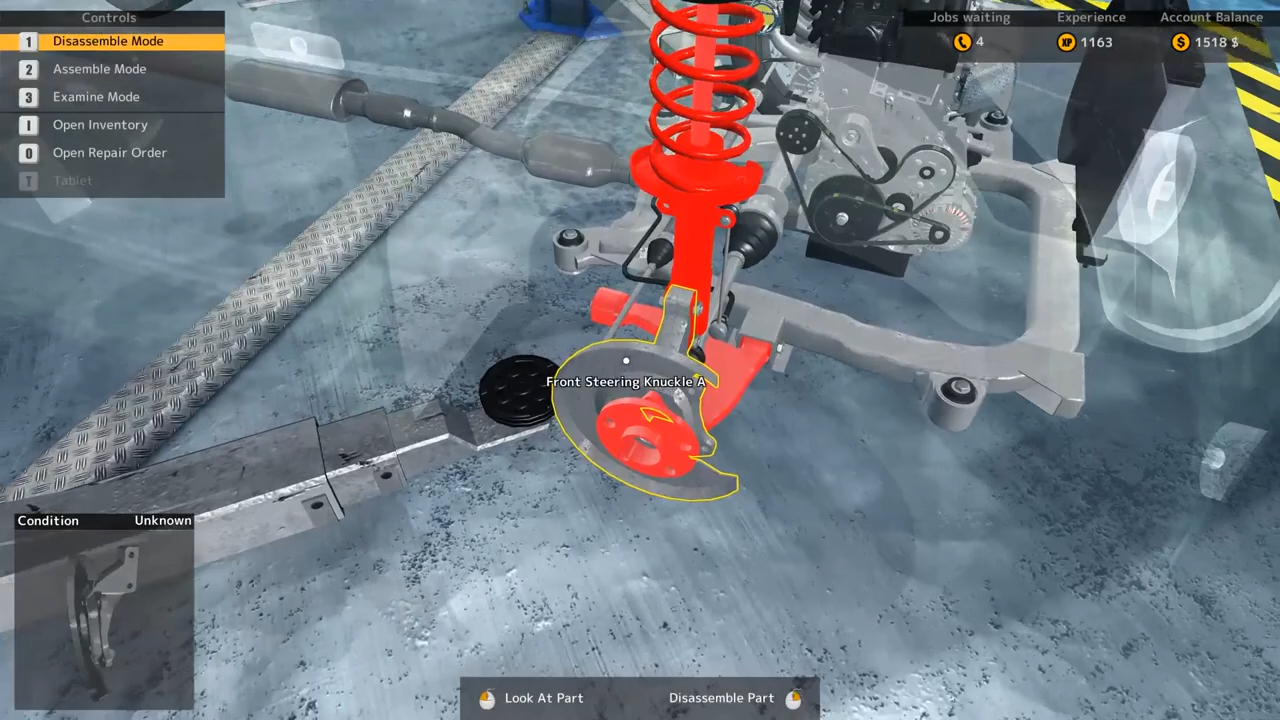 Controls
1 Disassemble Mode
2 Assemble Mode
3 Examine Mode
I Open Inventory
O Open Repair Order
T Tablet
Jobs waiting Experience Account Balance
4 XP 1163 $ 1518 $
Front Steering Knuckle A
Condition Unknown
Look At Part Disassemble Part